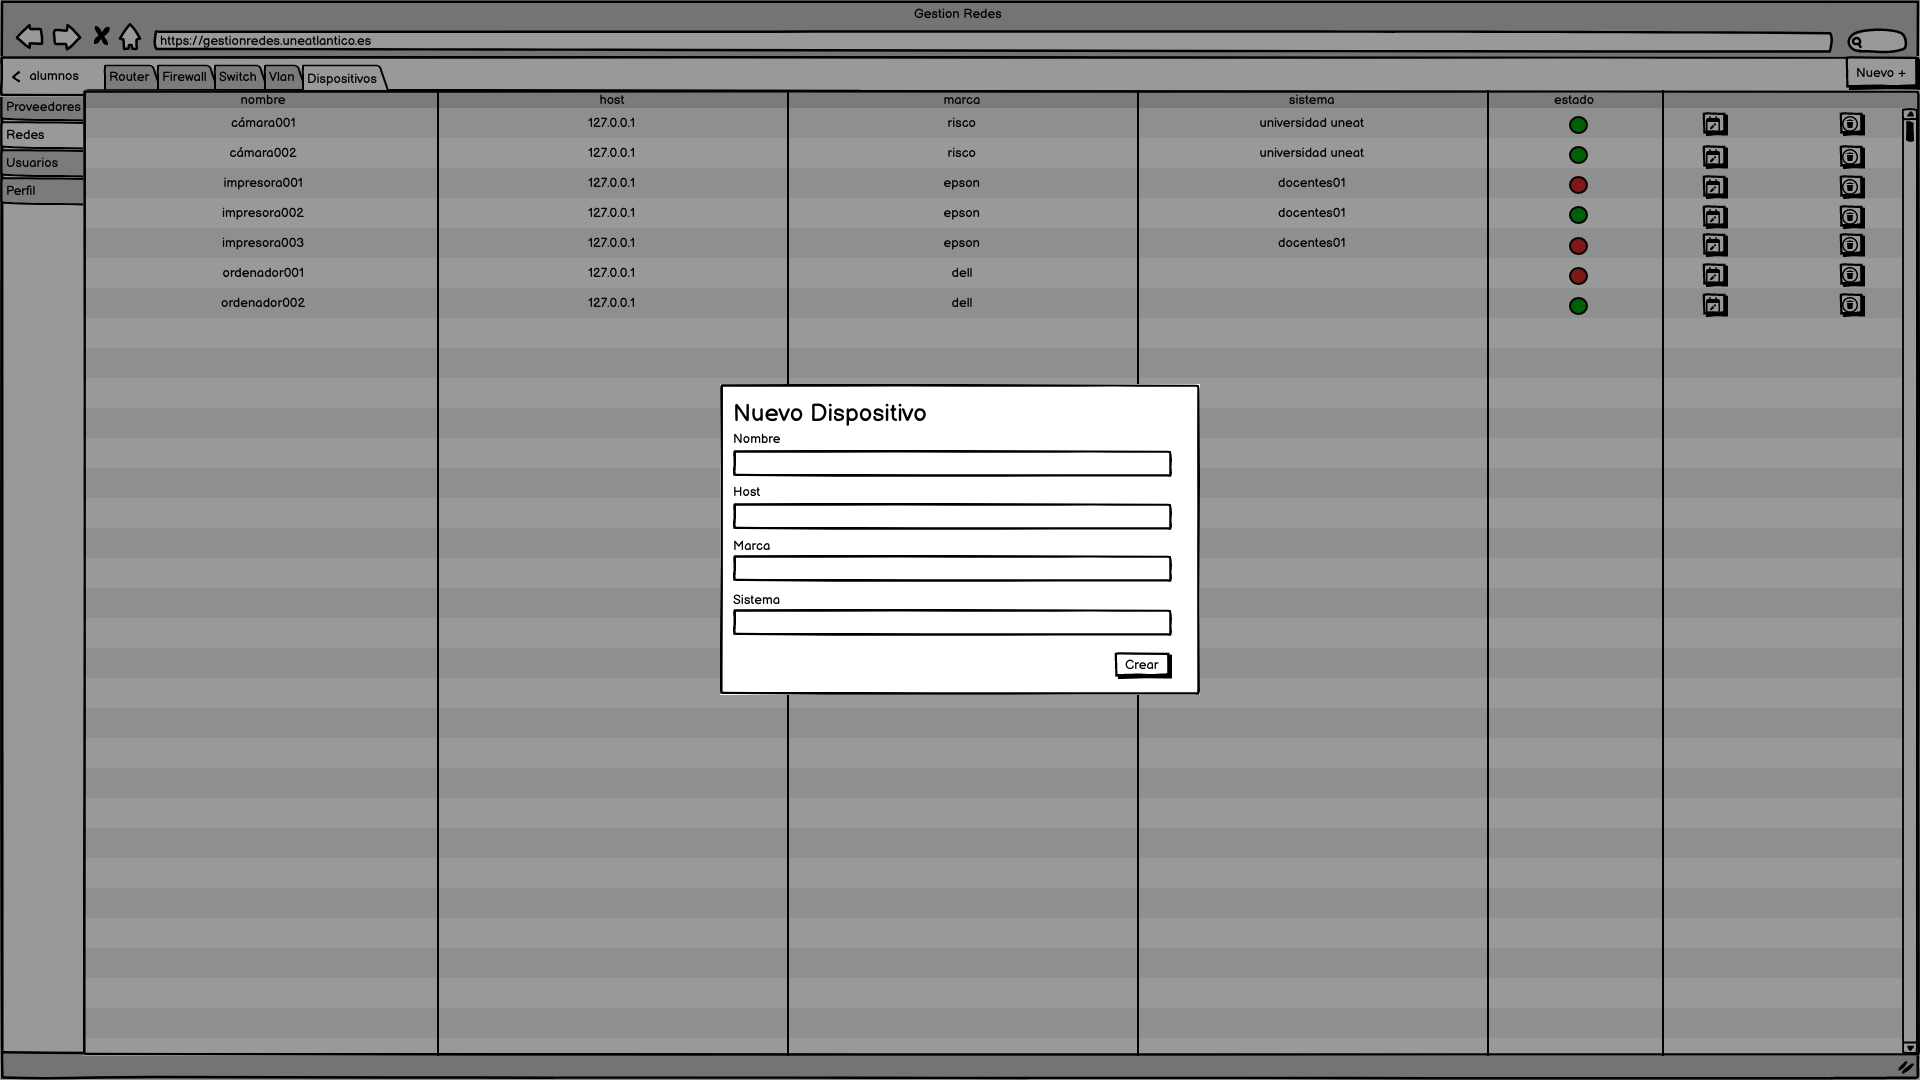 Gestion Redes
https://gestionredes.uneatlantico.es
alumnos
Router Firewall Switch Vlan Dispositivos
Nuevo +
Proveedores
Redes
Usuarios
Perfil
nombre host marca sistema estado
cámara001 127.0.0.1 risco universidad uneat
cámara002 127.0.0.1 risco universidad uneat
impresora001 127.0.0.1 epson docentes01
impresora002 127.0.0.1 epson docentes01
impresora003 127.0.0.1 epson docentes01
ordenador001 127.0.0.1 dell
ordenador002 127.0.0.1 dell
Nuevo Dispositivo
Nombre
Host
Marca
Sistema
Crear